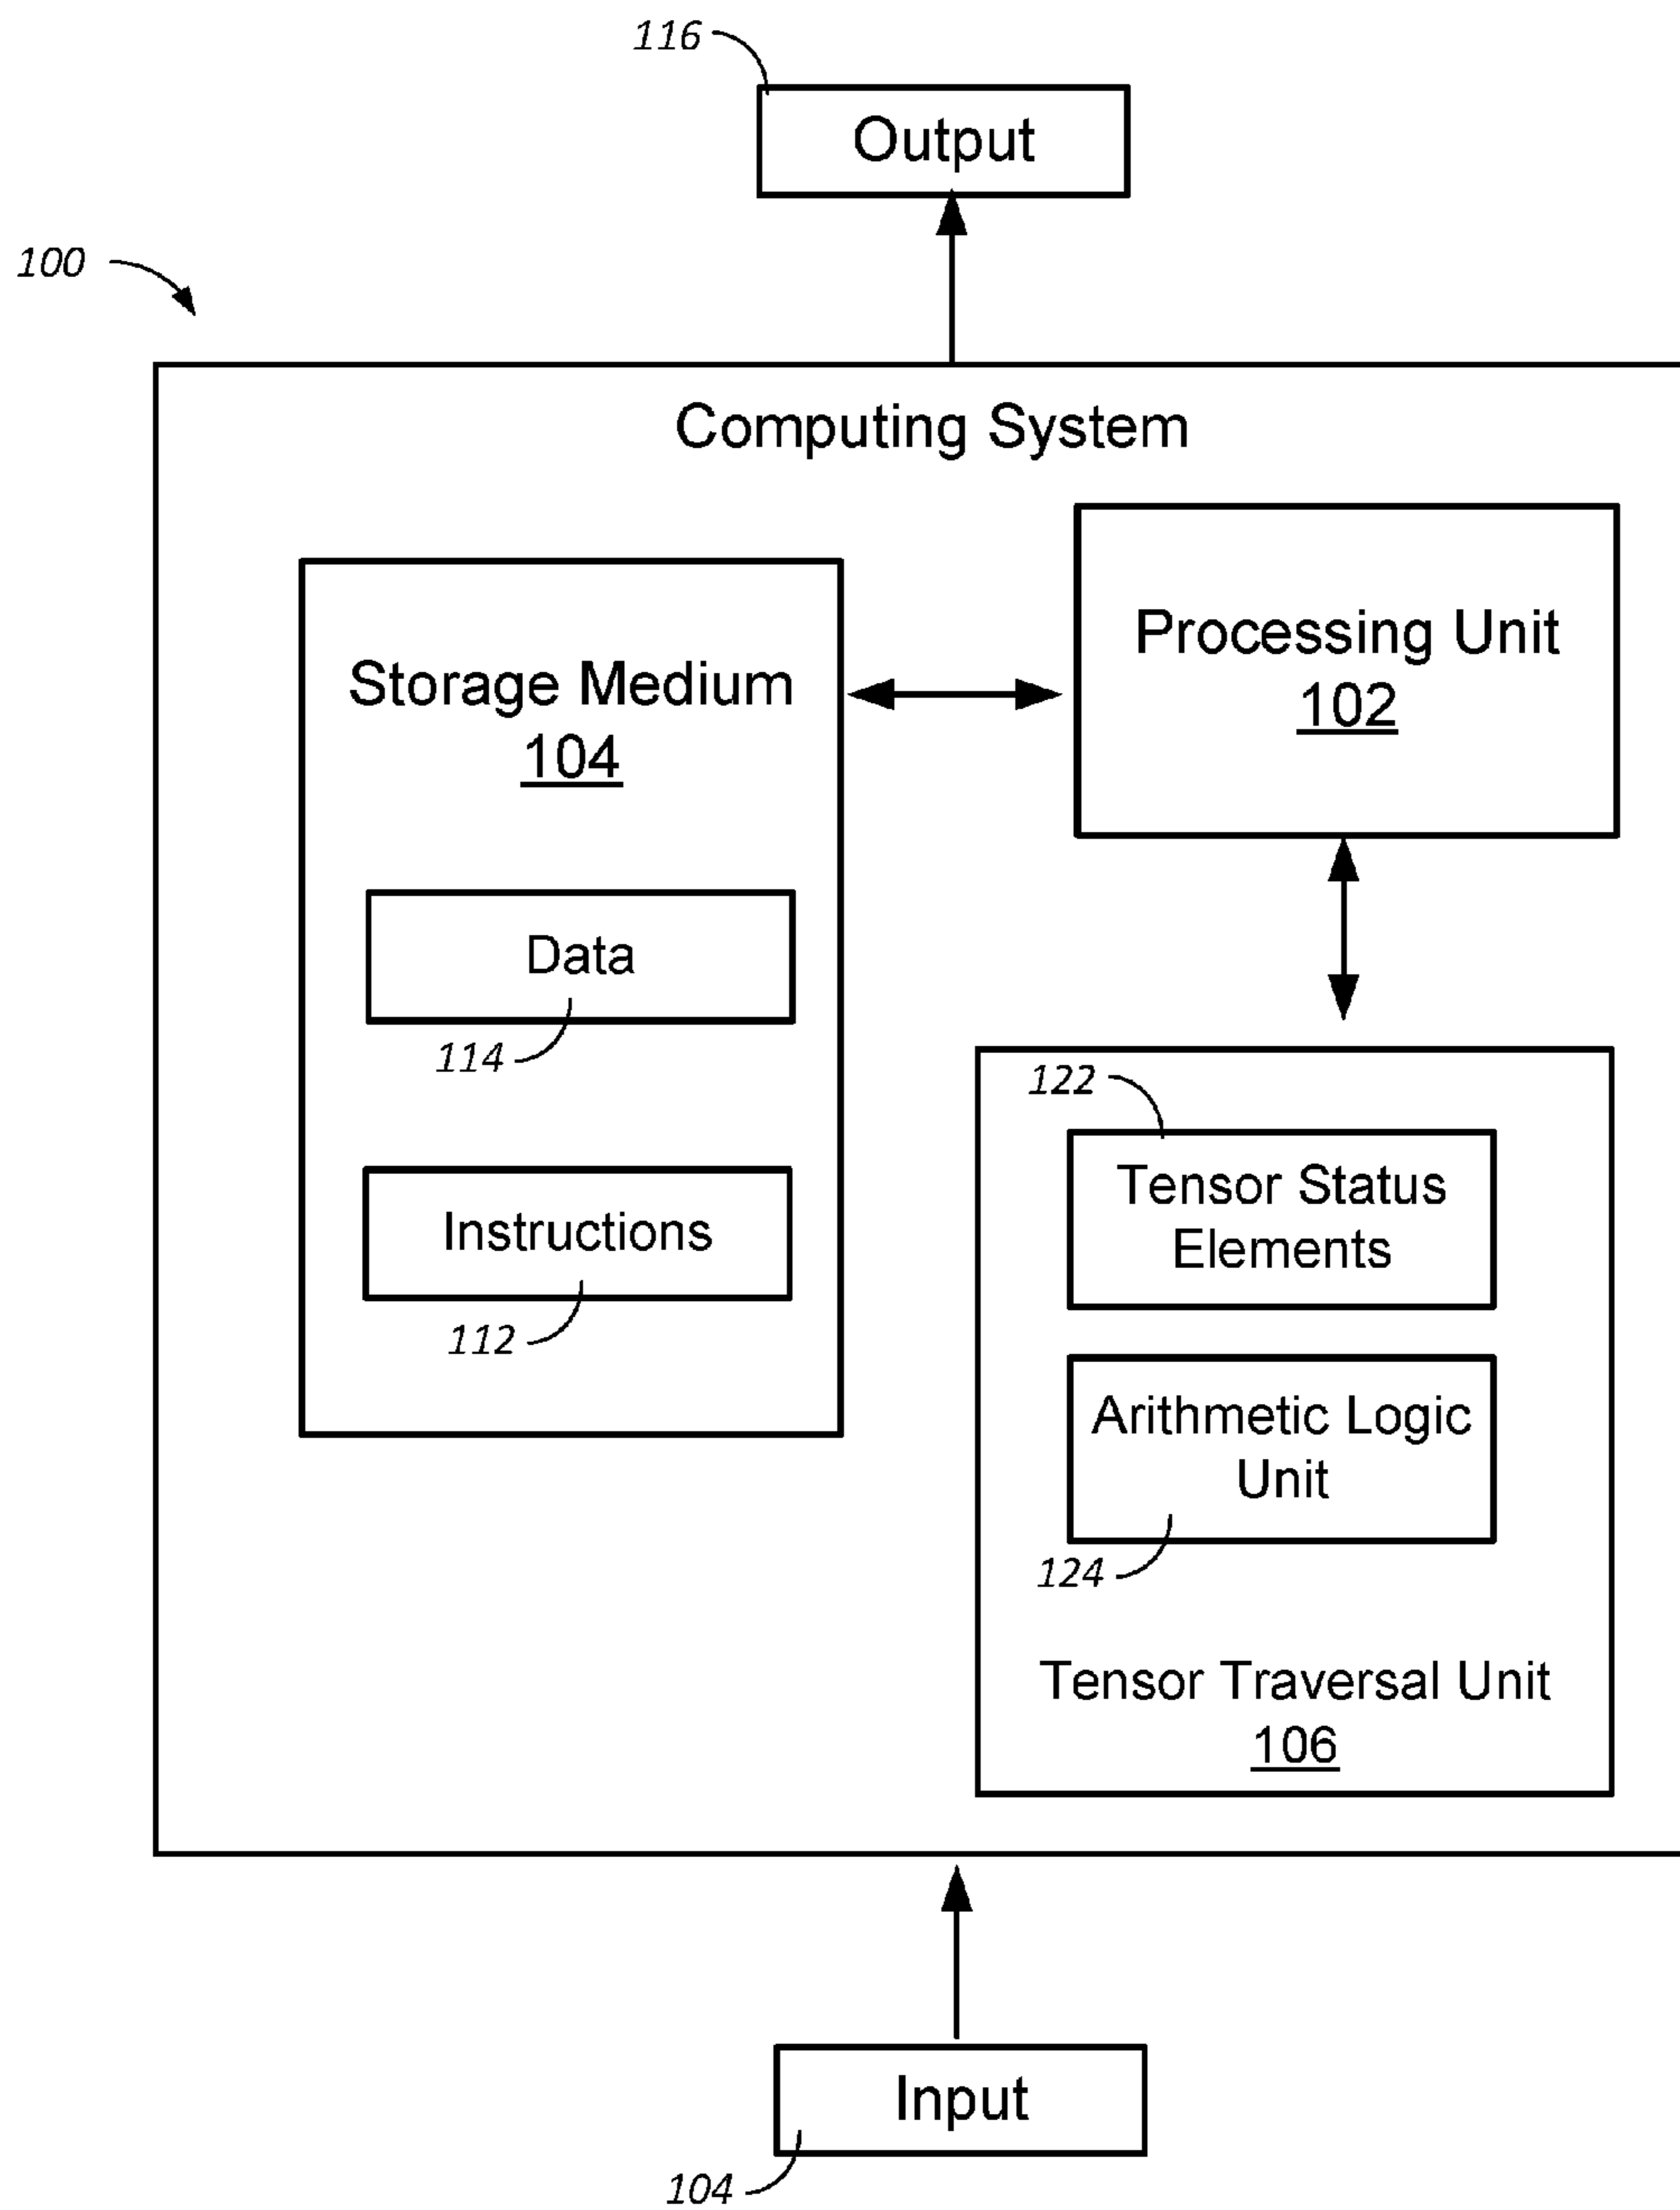 116
Output
100
Computing System
Processing Unit
102
Storage Medium
104
Data
114
Instructions
112
122
Tensor Status
Elements
Arithmetic Logic
Unit
124
Tensor Traversal Unit
106
Input
104